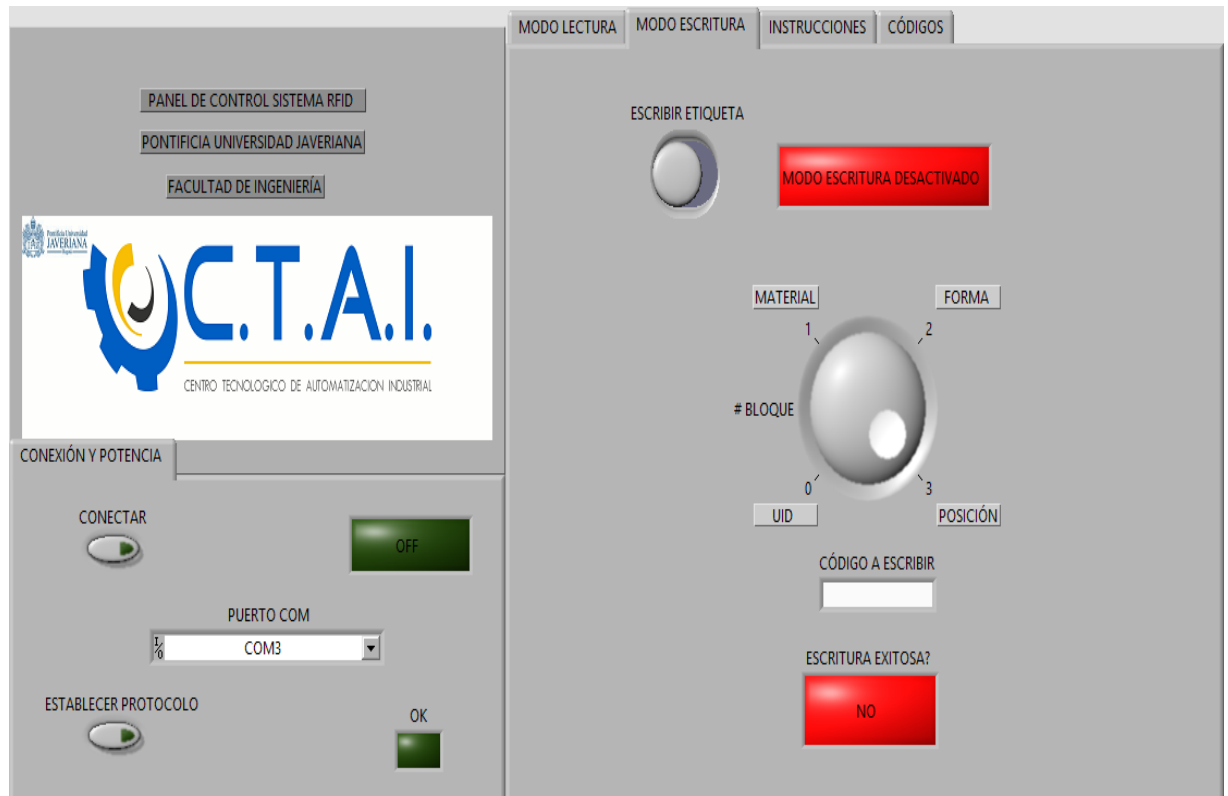 PANEL DE CONTROL SISTEMA RFID
PONTIFICIA UNIVERSIDAD JAVERIANA
FACULTAD DE INGENIERÍA
Pontificia Universidad
JAVERIANA
Bogotá
C.T.A.I.
CENTRO TECNOLOGICO DE AUTOMATIZACION INDUSTRIAL
CONEXIÓN Y POTENCIA
CONECTAR
OFF
PUERTO COM
I/O COM3
ESTABLECER PROTOCOLO
OK
MODO LECTURA MODO ESCRITURA INSTRUCCIONES CÓDIGOS
ESCRIBIR ETIQUETA
MODO ESCRITURA DESACTIVADO
MATERIAL FORMA
1 2
# BLOQUE
0 3
UID POSICIÓN
CÓDIGO A ESCRIBIR
ESCRITURA EXITOSA?
NO